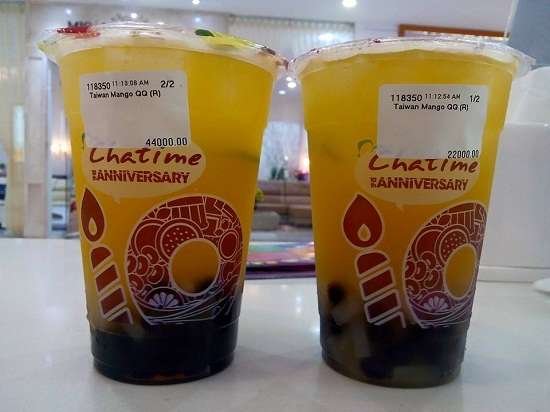 118350 11:13:08 AM 2/2
Taiwan Mango QQ (R)
44000.00
Chatime
ANNIVERSARY
118350 11:12:54 AM 1/2
Taiwan Mango QQ (R)
22000.00
Chatime
ANNIVERSARY